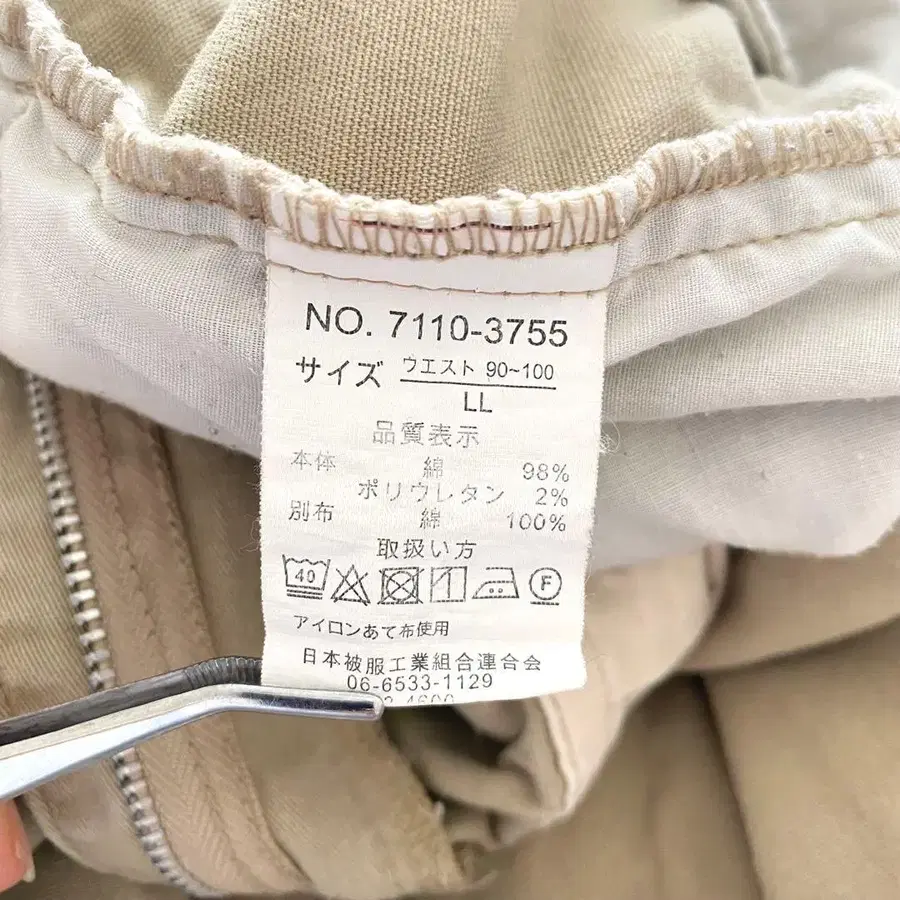 NO. 7110-3755
サイズ ウエスト 90~100
LL
品質表示
本体 綿 98%
ポリウレタン 2%
別布 綿 100%
取扱い方
40 F
アイロンあて布使用
日本被服工業組合連合会
06-6533-1129